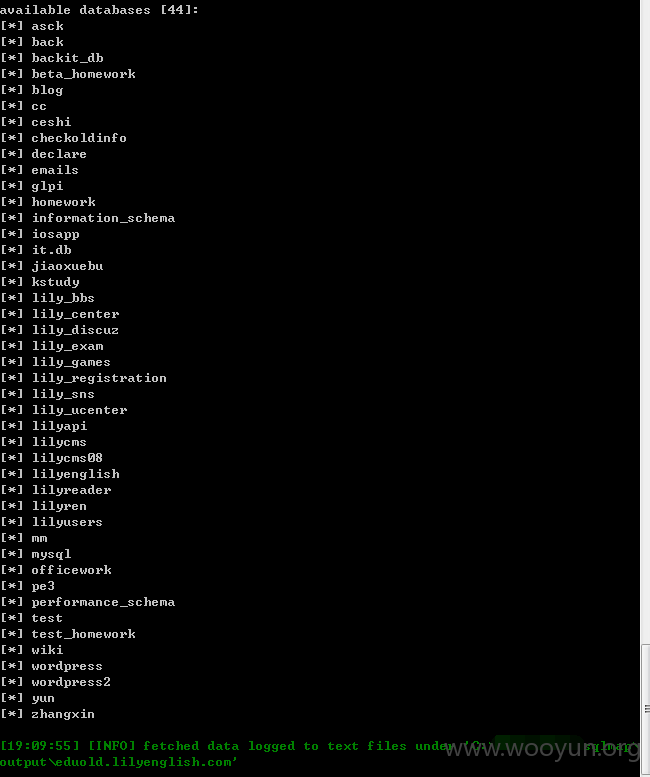 available databases [44]:
[*] asck
[*] back
[*] backit_db
[*] beta_homework
[*] blog
[*] cc
[*] ceshi
[*] checkoldinfo
[*] declare
[*] emails
[*] glpi
[*] homework
[*] information_schema
[*] iosapp
[*] it.db
[*] jiaoxuebu
[*] kstudy
[*] lily_bbs
[*] lily_center
[*] lily_discuz
[*] lily_exam
[*] lily_games
[*] lily_registration
[*] lily_sns
[*] lily_ucenter
[*] lilyapi
[*] lilycms
[*] lilycms08
[*] lilyenglish
[*] lilyreader
[*] lilyren
[*] lilyusers
[*] mm
[*] mysql
[*] officework
[*] pe3
[*] performance_schema
[*] test
[*] test_homework
[*] wiki
[*] wordpress
[*] wordpress2
[*] yun
[*] zhangxin
[19:09:55] [INFO] fetched data logged to text files under 'C: sqlmap\
output\eduold.lilyenglish.com'
www.wooyun.org